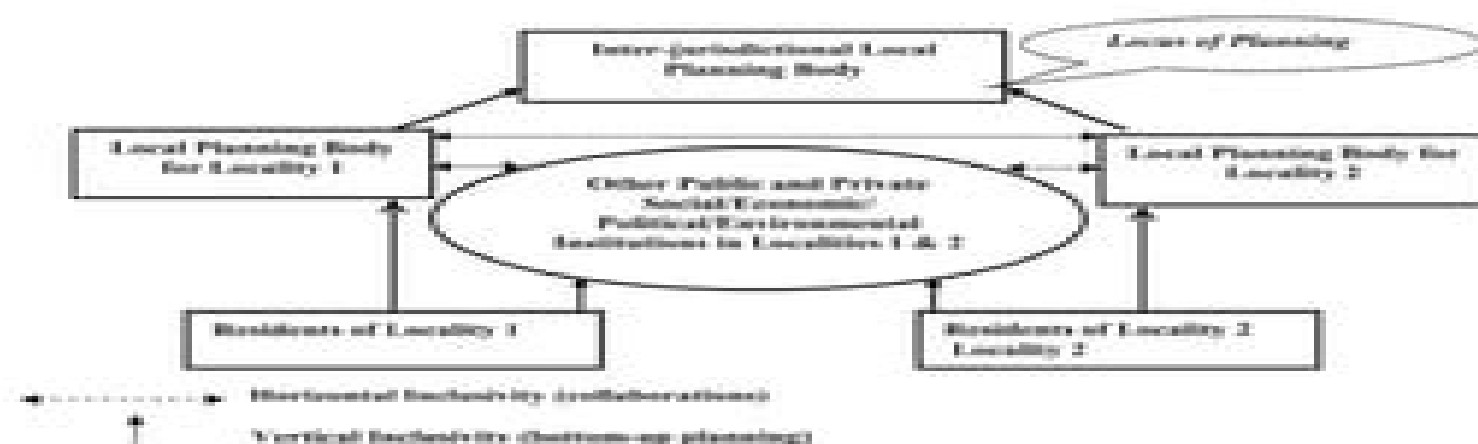 Inter-jurisdictional Local
Planning Body
Locus of Planning
Local Planning Body
for Locality 1
Local Planning Body for
Locality 2
Other Public and Private
Social/Economic/
Political/Environmental
Institutions in Localities 1 & 2
Residents of Locality 1
Residents of Locality 2
Locality 2
Horizontal Inclusivity (collaborations)
Vertical Inclusivity (bottom-up planning)